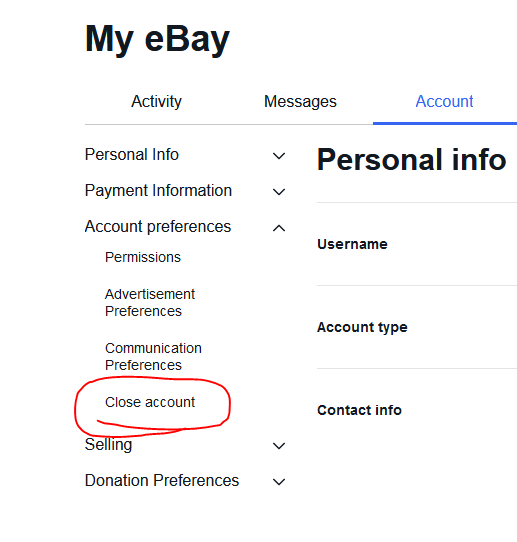 My eBay
Activity
Messages
Account
Personal Info
Payment Information
Account preferences
Permissions
Advertisement
Preferences
Communication
Preferences
Close account
Selling
Donation Preferences
Personal info
Username
Account type
Contact info